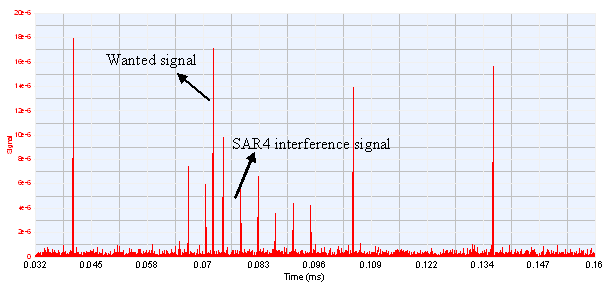 20e+6
18e+6
16e+6
14e+6
12e+6
10e+6
8e+6
6e+6
4e+6
2e+6
0
Signal
Wanted signal
SAR4 interference signal
0.032 0.045 0.058 0.07 0.083 0.096 0.109 0.122 0.134 0.147 0.16
Time (ms)